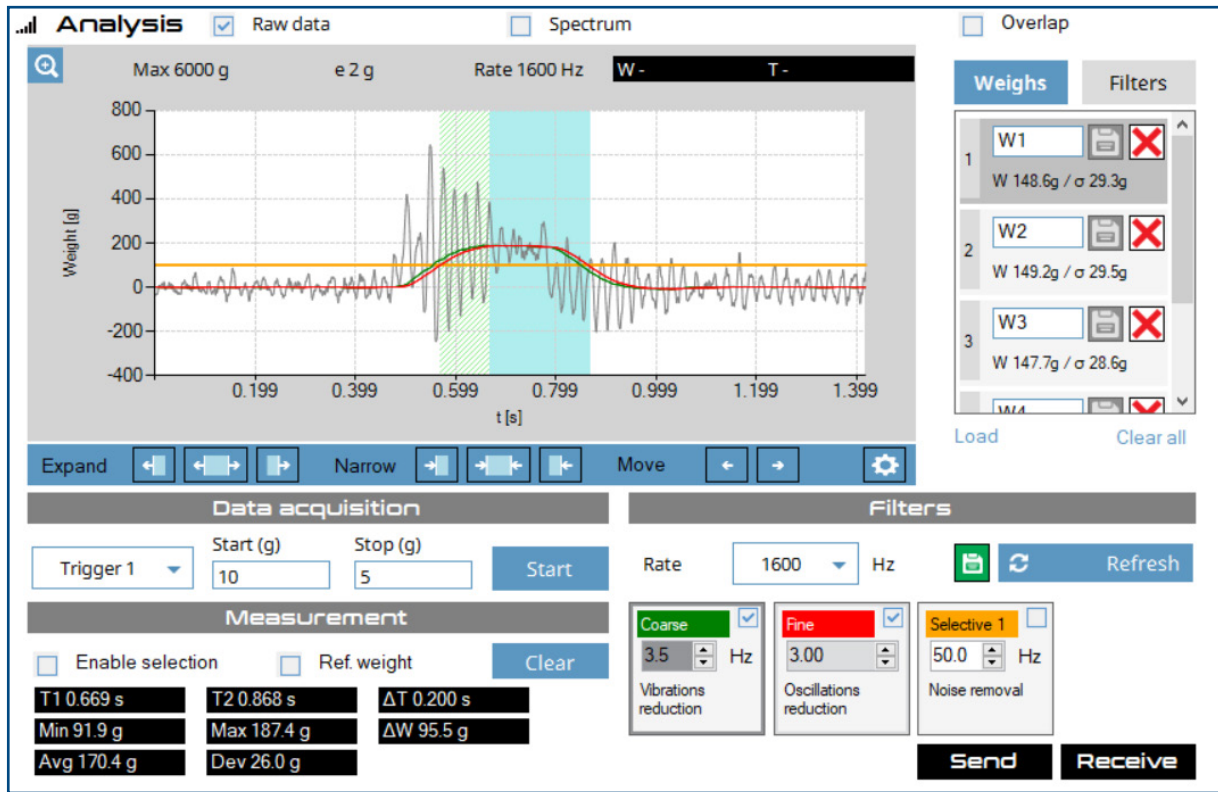 Analysis
Raw data
Spectrum
Overlap
Max 6000 g
e 2 g
Rate 1600 Hz
W -
T -
Weighs
Filters
800
600
400
200
0
-200
-400
Weight [g]
0.199
0.399
0.599
0.799
0.999
1.199
1.399
t [s]
1
W1
W 148.6g / σ 29.3g
2
W2
W 149.2g / σ 29.5g
3
W3
W 147.7g / σ 28.6g
W4
Load
Clear all
Expand
Narrow
Move
Data acquisition
Start (g)
Stop (g)
Trigger 1
10
5
Start
Measurement
Enable selection
Ref. weight
Clear
T1 0.669 s
T2 0.868 s
ΔT 0.200 s
Min 91.9 g
Max 187.4 g
ΔW 95.5 g
Avg 170.4 g
Dev 26.0 g
Filters
Rate
1600
Hz
Refresh
Coarse
3.5
Hz
Vibrations
reduction
Fine
3.00
Oscillations
reduction
Selective 1
50.0
Hz
Noise removal
Send
Receive